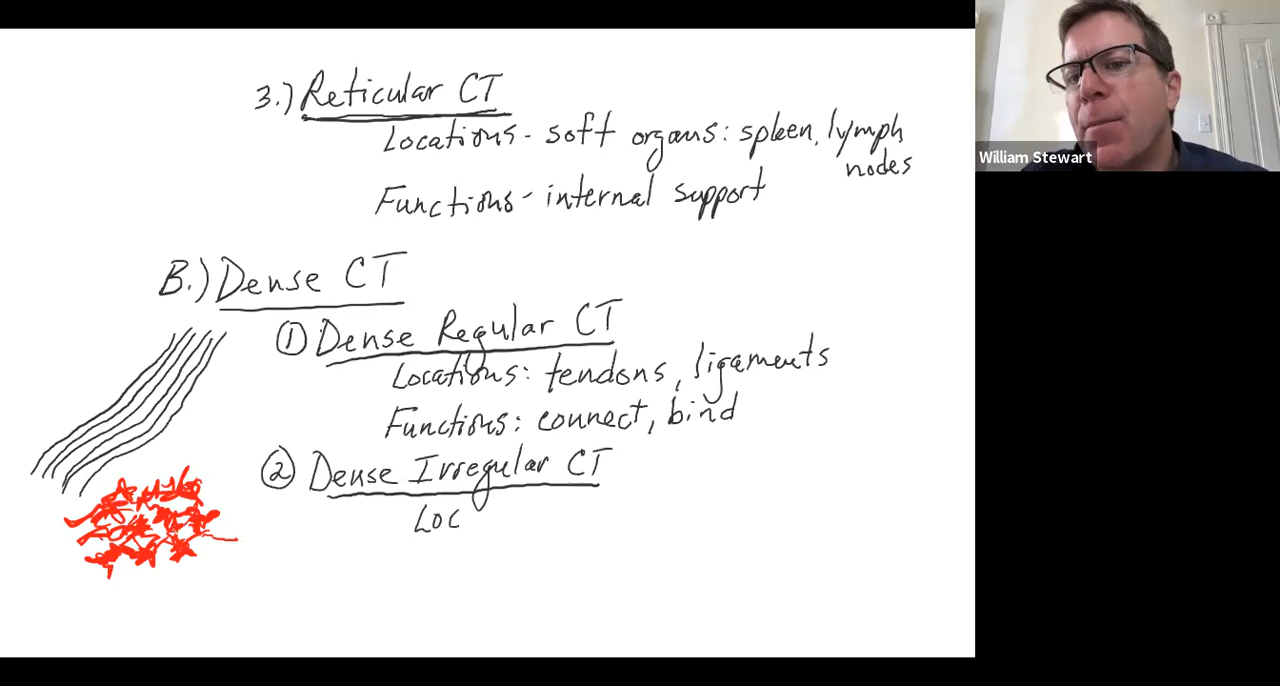 3.) Reticular CT
Locations - soft organs: spleen, lymph
nodes
Functions - internal support
B.) Dense CT
① Dense Regular CT
Locations: tendons, ligaments
Functions: connect, bind
② Dense Irregular CT
Loc
William Stewart